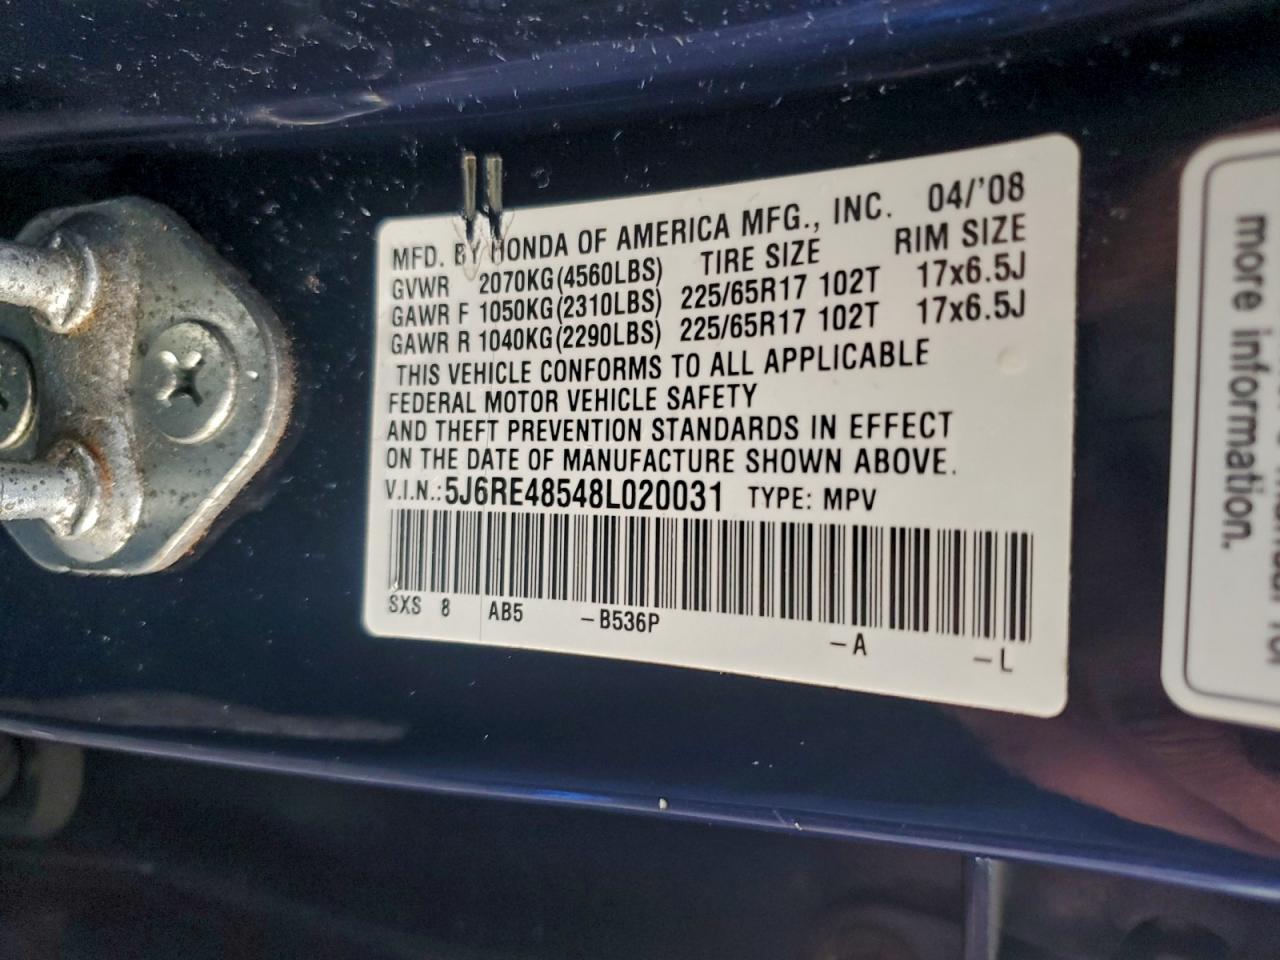 MFD. BY HONDA OF AMERICA MFG., INC. 04/'08
GVWR 2070KG(4560LBS) TIRE SIZE RIM SIZE
GAWR F 1050KG(2310LBS) 225/65R17 102T 17x6.5J
GAWR R 1040KG(2290LBS) 225/65R17 102T 17x6.5J
THIS VEHICLE CONFORMS TO ALL APPLICABLE
FEDERAL MOTOR VEHICLE SAFETY
AND THEFT PREVENTION STANDARDS IN EFFECT
ON THE DATE OF MANUFACTURE SHOWN ABOVE.
V.I.N.:5J6RE48548L020031 TYPE: MPV
SXS 8 AB5 -B536P -A -L
more information.